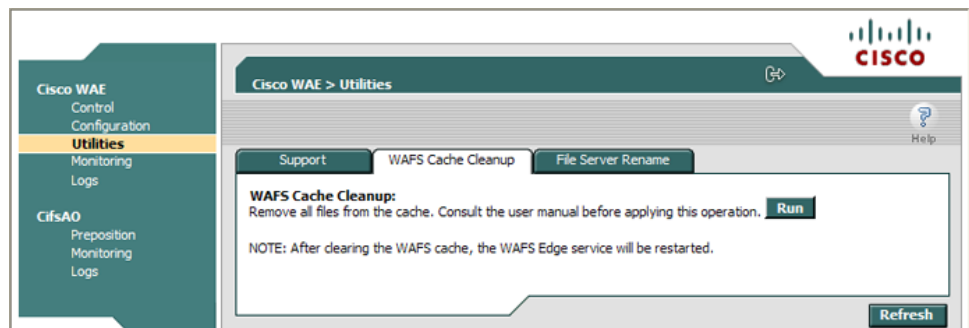 CISCO
Cisco WAE
Control
Configuration
Utilities
Monitoring
Logs
CifsAO
Preposition
Monitoring
Logs
Cisco WAE > Utilities
Help
Support
WAFS Cache Cleanup
File Server Rename
WAFS Cache Cleanup:
Remove all files from the cache. Consult the user manual before applying this operation. Run
NOTE: After clearing the WAFS cache, the WAFS Edge service will be restarted.
Refresh